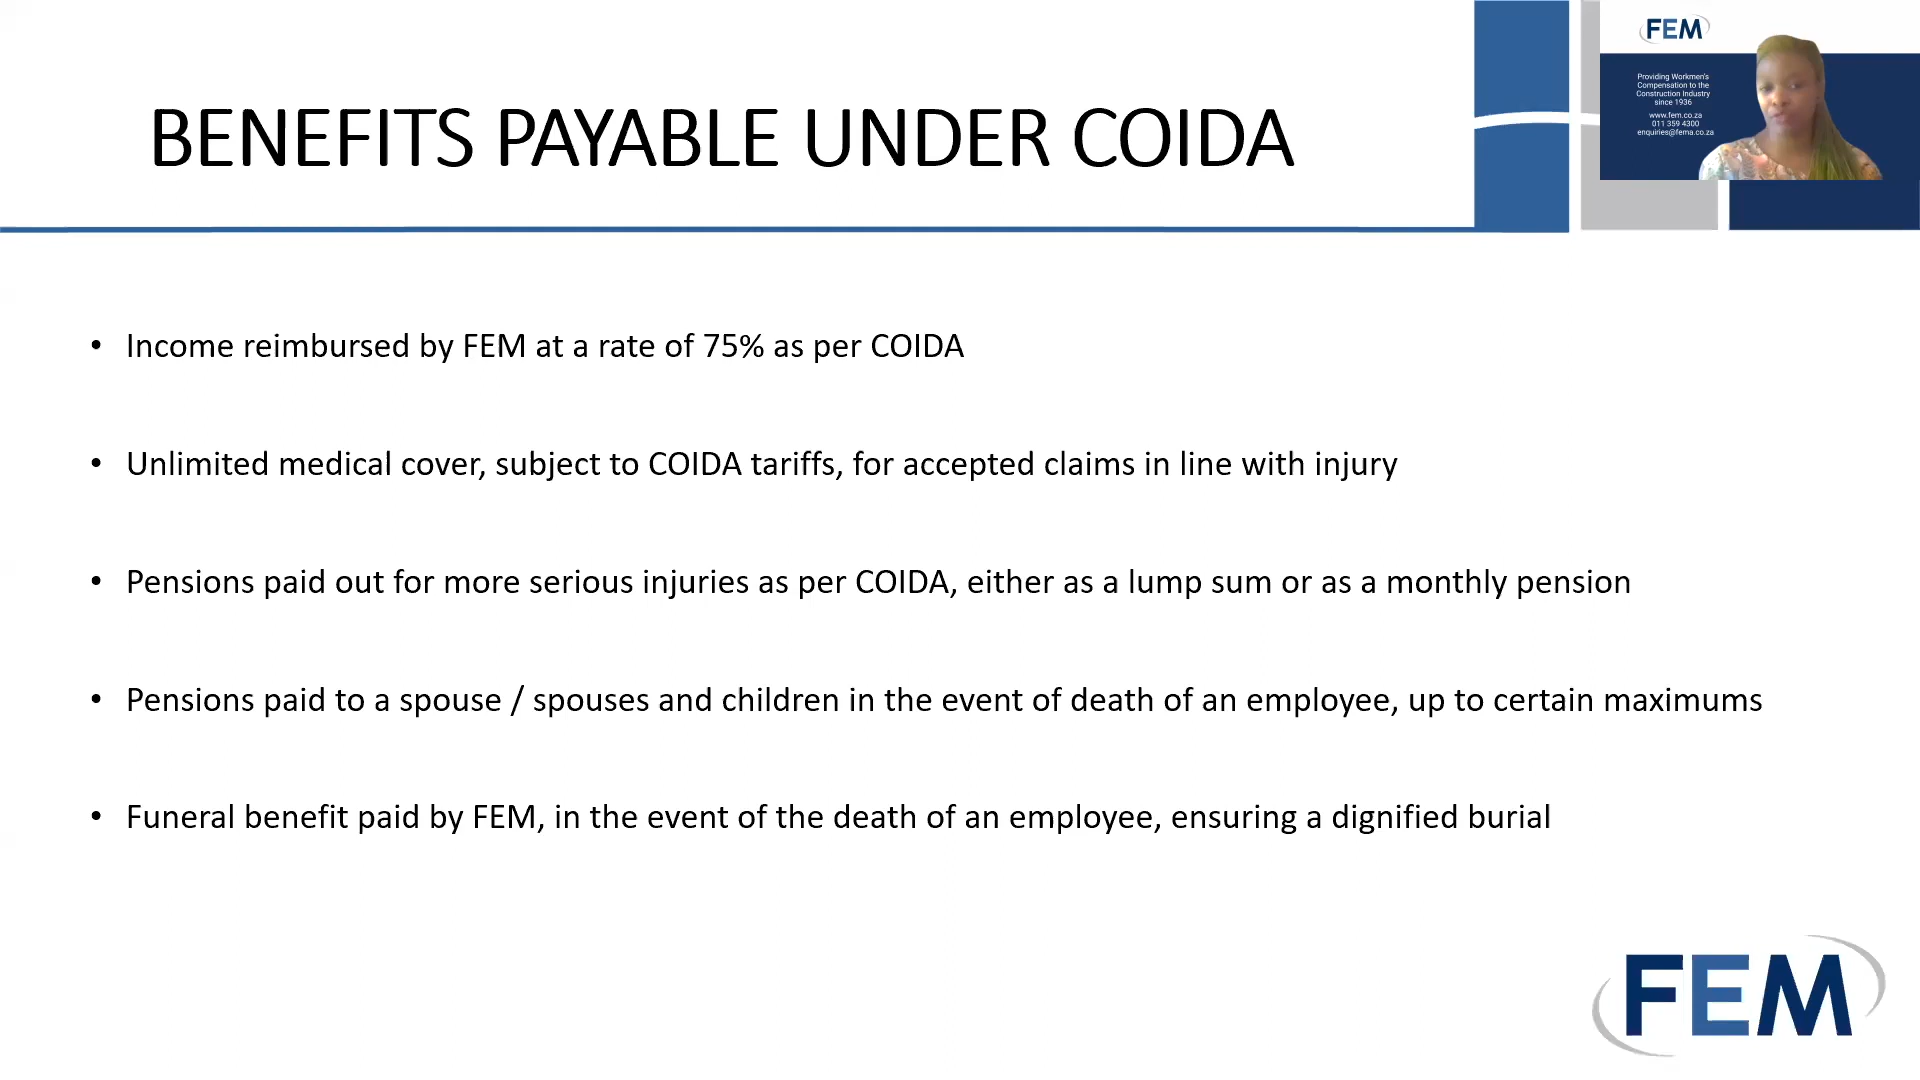 BENEFITS PAYABLE UNDER COIDA
FEM
Providing Workmen's
Compensation to the
Construction Industry
since 1936
www.fem.co.za
011 359 4300
enquiries@fema.co.za
• Income reimbursed by FEM at a rate of 75% as per COIDA
• Unlimited medical cover, subject to COIDA tariffs, for accepted claims in line with injury
• Pensions paid out for more serious injuries as per COIDA, either as a lump sum or as a monthly pension
• Pensions paid to a spouse / spouses and children in the event of death of an employee, up to certain maximums
• Funeral benefit paid by FEM, in the event of the death of an employee, ensuring a dignified burial
FEM